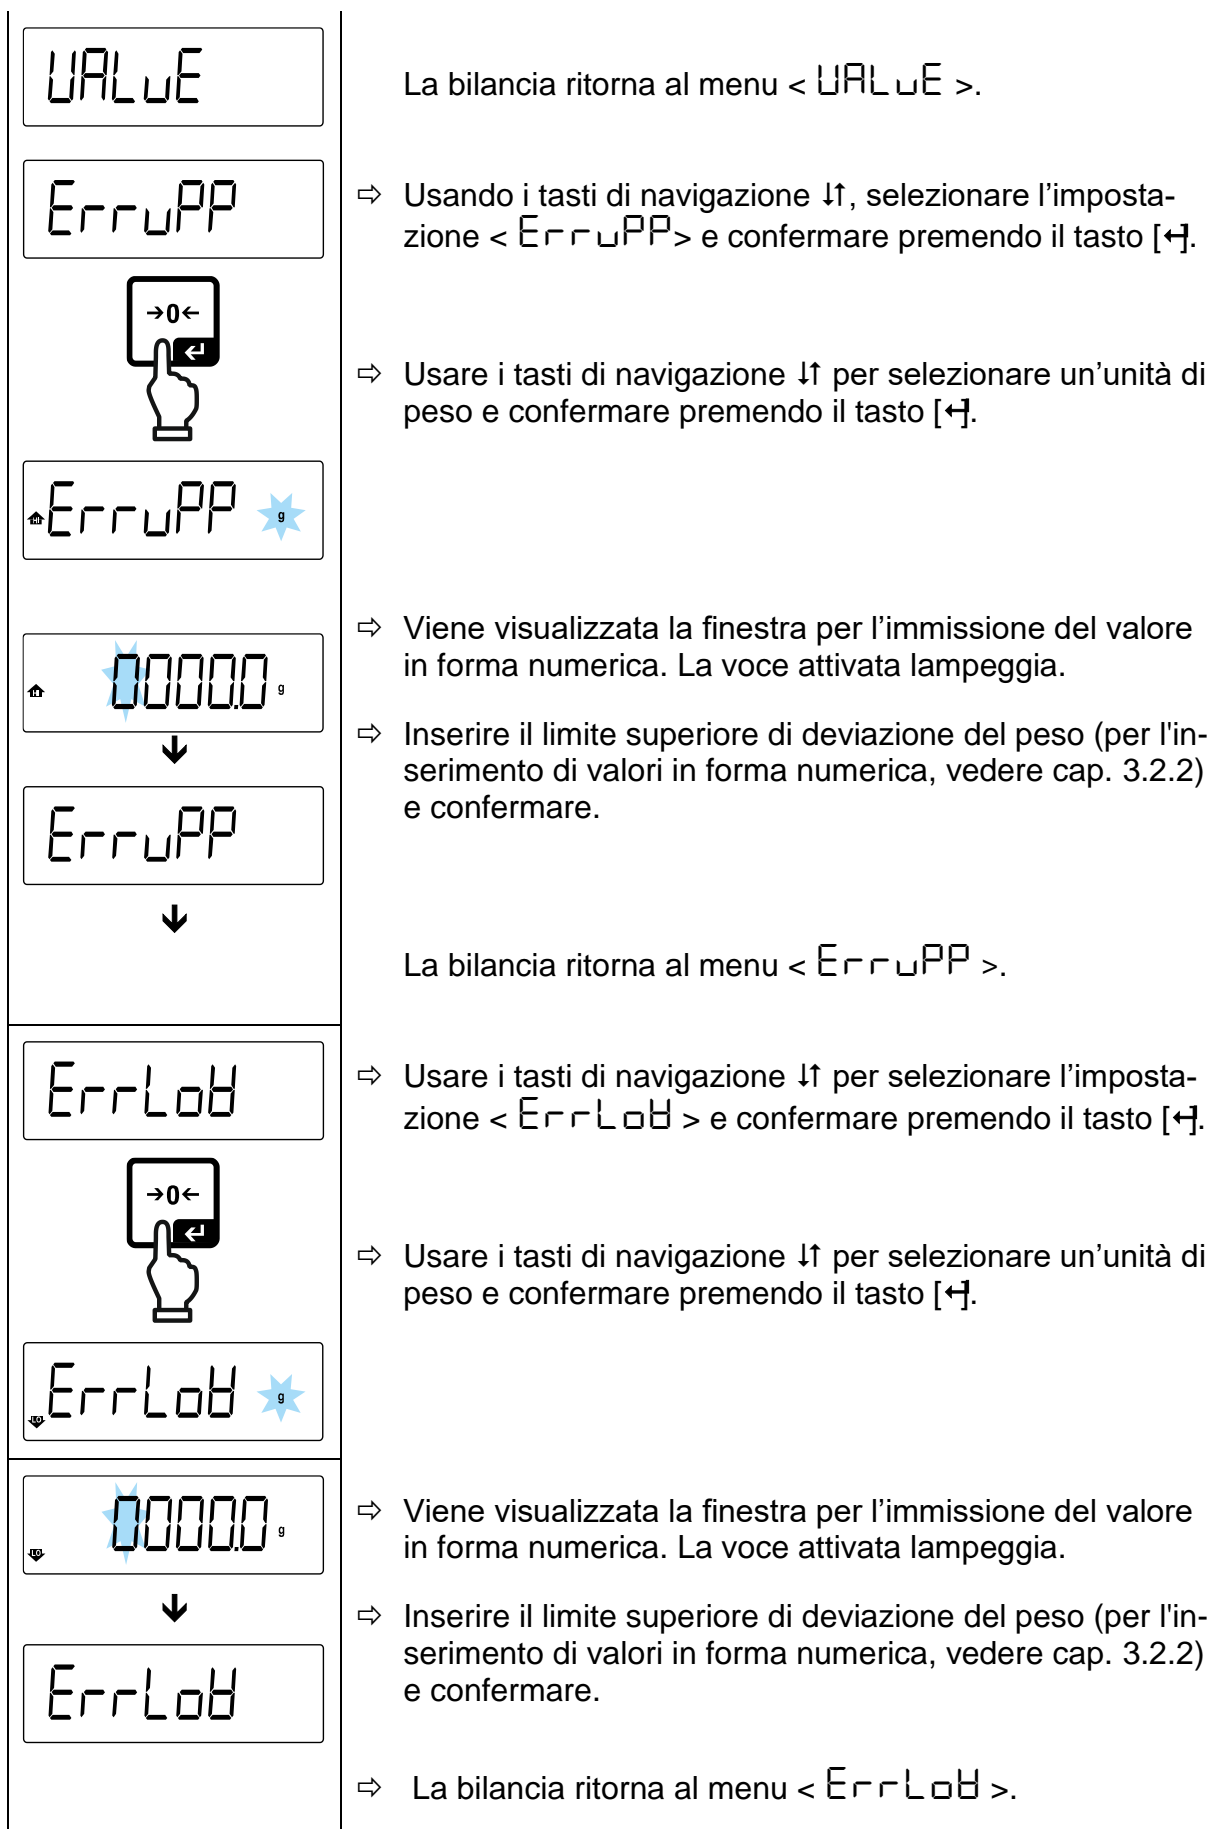 VALuE
La bilancia ritorna al menu < VALuE >.
ErruPP
⇨ Usando i tasti di navigazione ↓↑, selezionare l’imposta-
zione < ErruPP> e confermare premendo il tasto [↩].
→0←
⇨ Usare i tasti di navigazione ↓↑ per selezionare un’unità di
peso e confermare premendo il tasto [↩].
HI ErruPP g
⇨ Viene visualizzata la finestra per l’immissione del valore
in forma numerica. La voce attivata lampeggia.
HI 0000.0 g
⇨ Inserire il limite superiore di deviazione del peso (per l'in-
serimento di valori in forma numerica, vedere cap. 3.2.2)
e confermare.
ErruPP
La bilancia ritorna al menu < ErruPP >.
ErrLoW
⇨ Usare i tasti di navigazione ↓↑ per selezionare l’imposta-
zione < ErrLoW > e confermare premendo il tasto [↩].
→0←
⇨ Usare i tasti di navigazione ↓↑ per selezionare un’unità di
peso e confermare premendo il tasto [↩].
LO ErrLoW g
LO 0000.0 g
⇨ Viene visualizzata la finestra per l’immissione del valore
in forma numerica. La voce attivata lampeggia.
⇨ Inserire il limite superiore di deviazione del peso (per l'in-
serimento di valori in forma numerica, vedere cap. 3.2.2)
e confermare.
ErrLoW
⇨ La bilancia ritorna al menu < ErrLoW >.